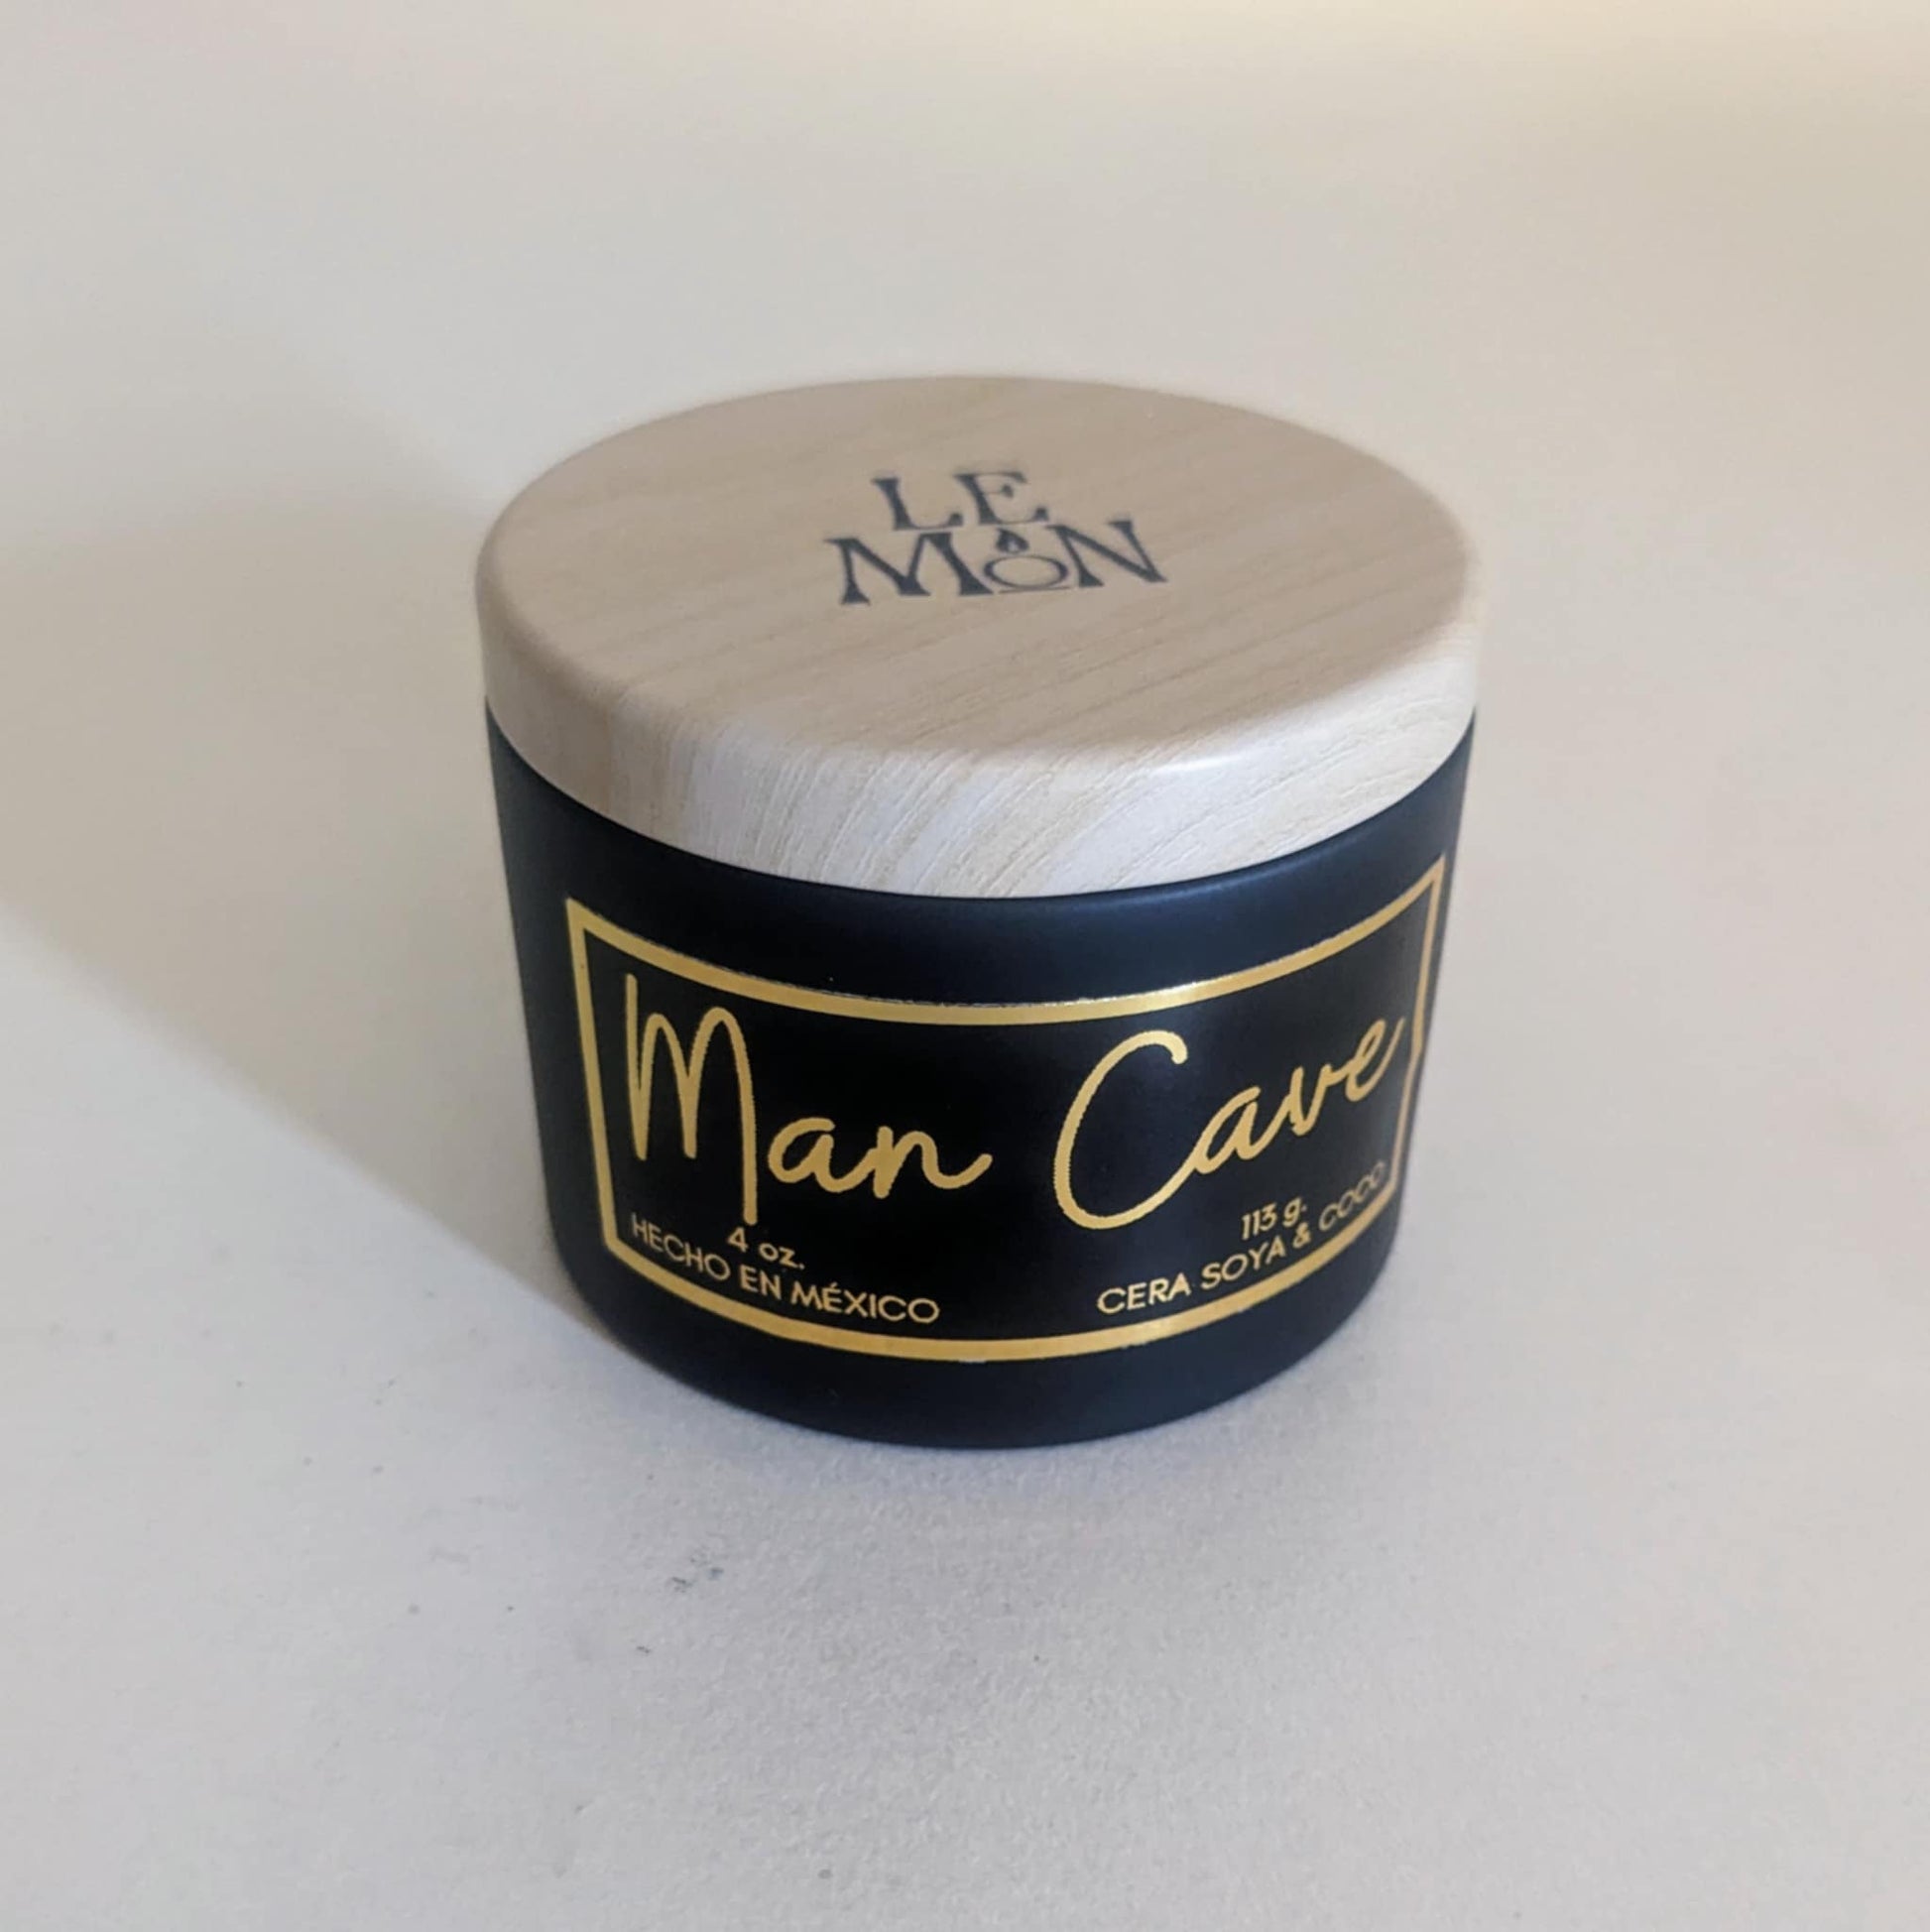 LE
MON
Man Cave
4 oz.
HECHO EN MÉXICO
113 g.
CERA SOYA & COCO